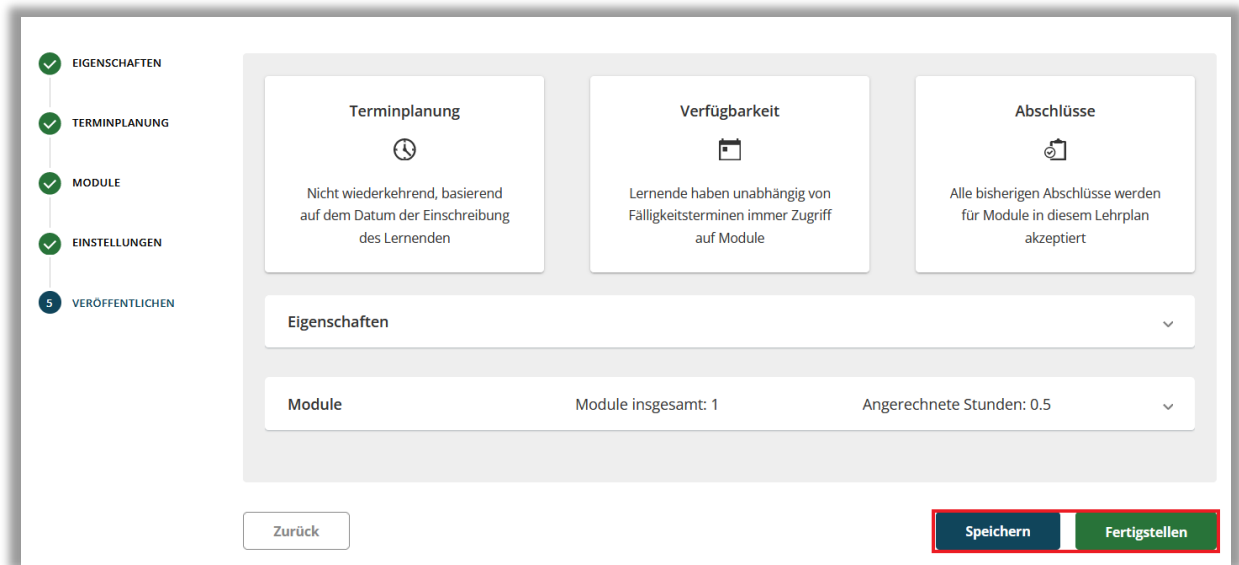 EIGENSCHAFTEN
TERMINPLANUNG
MODULE
EINSTELLUNGEN
5 VERÖFFENTLICHEN
Terminplanung
Nicht wiederkehrend, basierend
auf dem Datum der Einschreibung
des Lernenden
Verfügbarkeit
Lernende haben unabhängig von
Fälligkeitsterminen immer Zugriff
auf Module
Abschlüsse
Alle bisherigen Abschlüsse werden
für Module in diesem Lehrplan
akzeptiert
Eigenschaften
Module Module insgesamt: 1 Angerechnete Stunden: 0.5
Zurück Speichern Fertigstellen